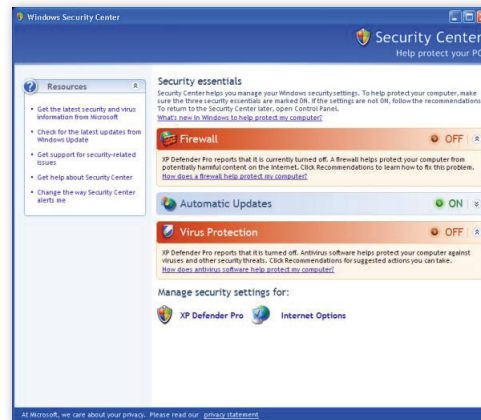 Windows Security Center
Security Center
Help protect your PC
Resources
Get the latest security and virus
information from Microsoft
Check for the latest updates from
Windows Update
Get support for security-related
issues
Get help about Security Center
Change the way Security Center
alerts me
Security essentials
Security Center helps you manage your Windows security settings. To help protect your computer, make
sure the three security essentials are marked ON. If the settings are not ON, follow the recommendations.
To return to the Security Center later, open Control Panel.
What's new in Windows to help protect my computer?
Firewall OFF
XP Defender Pro reports that it is currently turned off. A firewall helps protect your computer from
potentially harmful content on the Internet. Click Recommendations to learn how to fix this problem.
How does a firewall help protect my computer?
Automatic Updates ON
Virus Protection OFF
XP Defender Pro reports that it is turned off. Antivirus software helps protect your computer against
viruses and other security threats. Click Recommendations for suggested actions you can take.
How does antivirus software help protect my computer?
Manage security settings for:
XP Defender Pro Internet Options
At Microsoft, we care about your privacy. Please read our privacy statement